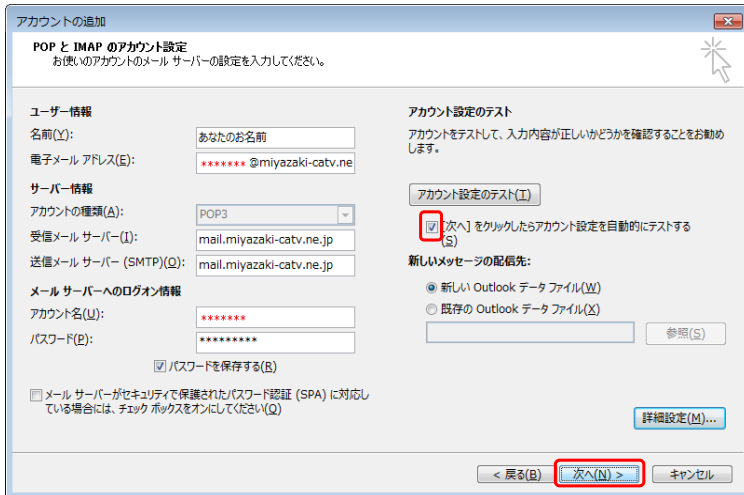 アカウントの追加
POP と IMAP のアカウント設定
お使いのアカウントのメール サーバーの設定を入力してください。
ユーザー情報
名前(Y):
あなたのお名前
電子メール アドレス(E):
******* @miyazaki-catv.ne
サーバー情報
アカウントの種類(A):
POP3
受信メール サーバー(I):
mail.miyazaki-catv.ne.jp
送信メール サーバー (SMTP)(O):
mail.miyazaki-catv.ne.jp
メール サーバーへのログオン情報
アカウント名(U):
*******
パスワード(P):
*********
パスワードを保存する(R)
メール サーバーがセキュリティで保護されたパスワード認証 (SPA) に対応し
ている場合には、チェック ボックスをオンにしてください(Q)
アカウント設定のテスト
アカウントをテストして、入力内容が正しいかどうかを確認することをお勧め
します。
アカウント設定のテスト(T)
[次へ] をクリックしたらアカウント設定を自動的にテストする
(S)
新しいメッセージの配信先:
新しい Outlook データ ファイル(W)
既存の Outlook データ ファイル(X)
参照(S)
詳細設定(M)...
< 戻る(B)
次へ(N) >
キャンセル